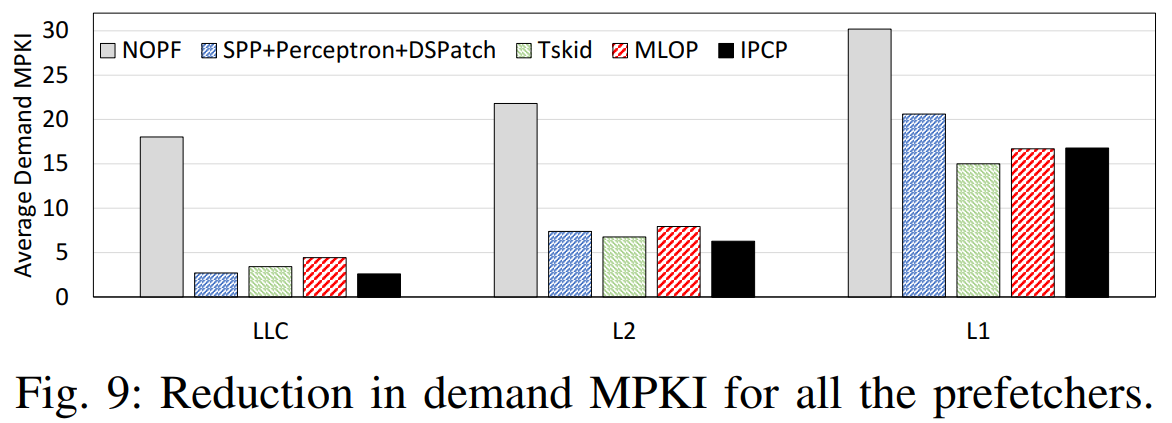 Average Demand MPKI
30
25
20
15
10
5
0
NOPF SPP+Perceptron+DSPatch Tskid MLOP IPCP
LLC L2 L1
Fig. 9: Reduction in demand MPKI for all the prefetchers.